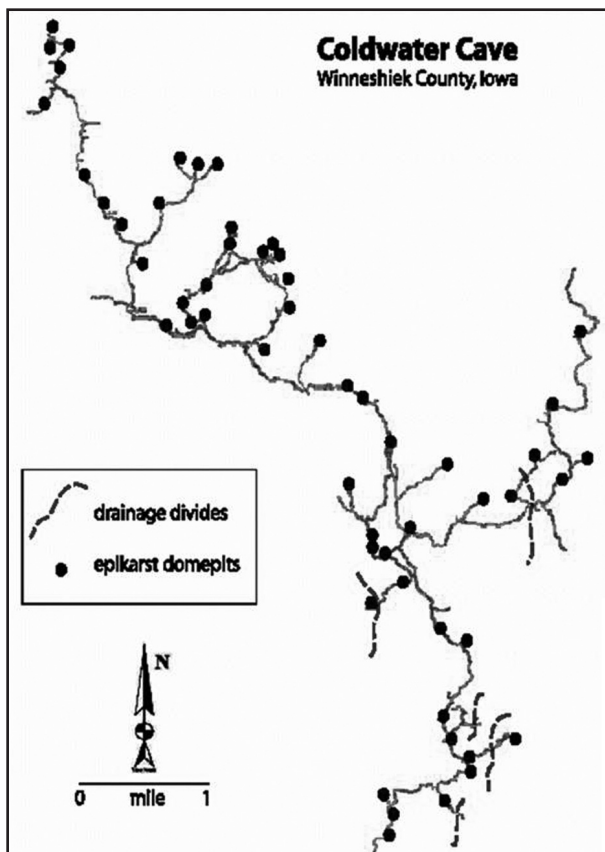 Coldwater Cave
Winneshiek County, Iowa
drainage divides
epikarst domepits
N
0 mile 1